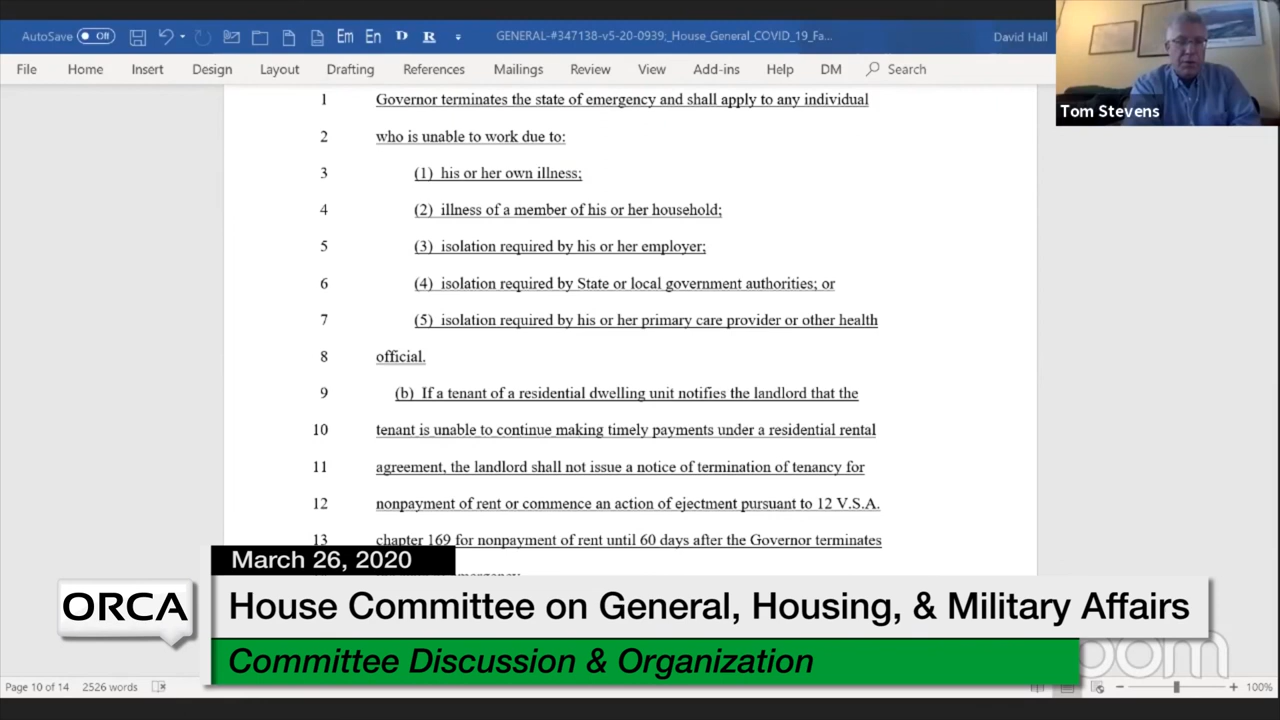 AutoSave Off Em En D R GENERAL-#347138-v5-20-0939;_House_General_COVID_19_Fa... David Hall
File Home Insert Design Layout Drafting References Mailings Review View Add-ins Help DM Search
Tom Stevens
1 Governor terminates the state of emergency and shall apply to any individual
2 who is unable to work due to:
3 (1) his or her own illness;
4 (2) illness of a member of his or her household;
5 (3) isolation required by his or her employer;
6 (4) isolation required by State or local government authorities; or
7 (5) isolation required by his or her primary care provider or other health
8 official.
9 (b) If a tenant of a residential dwelling unit notifies the landlord that the
10 tenant is unable to continue making timely payments under a residential rental
11 agreement, the landlord shall not issue a notice of termination of tenancy for
12 nonpayment of rent or commence an action of ejectment pursuant to 12 V.S.A.
13 chapter 169 for nonpayment of rent until 60 days after the Governor terminates
March 26, 2020
ORCA
House Committee on General, Housing, & Military Affairs
Committee Discussion & Organization
Page 10 of 14 2526 words 100%